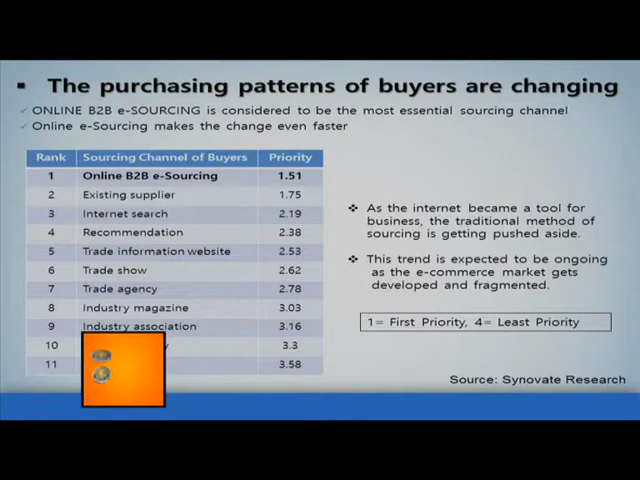 The purchasing patterns of buyers are changing
ONLINE B2B e-SOURCING is considered to be the most essential sourcing channel
Online e-Sourcing makes the change even faster
Rank Sourcing Channel of Buyers Priority
1 Online B2B e-Sourcing 1.51
2 Existing supplier 1.75
3 Internet search 2.19
4 Recommendation 2.38
5 Trade information website 2.53
6 Trade show 2.62
7 Trade agency 2.78
8 Industry magazine 3.03
9 Industry association 3.16
10 3.3
11 3.58
As the internet became a tool for
business, the traditional method of
sourcing is getting pushed aside.
This trend is expected to be ongoing
as the e-commerce market gets
developed and fragmented.
1= First Priority, 4= Least Priority
Source: Synovate Research